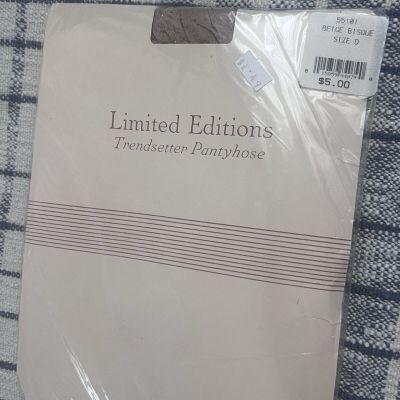 55101
BEIGE BISQUE
SIZE D
$5.00
Limited Editions
Trendsetter Pantyhose